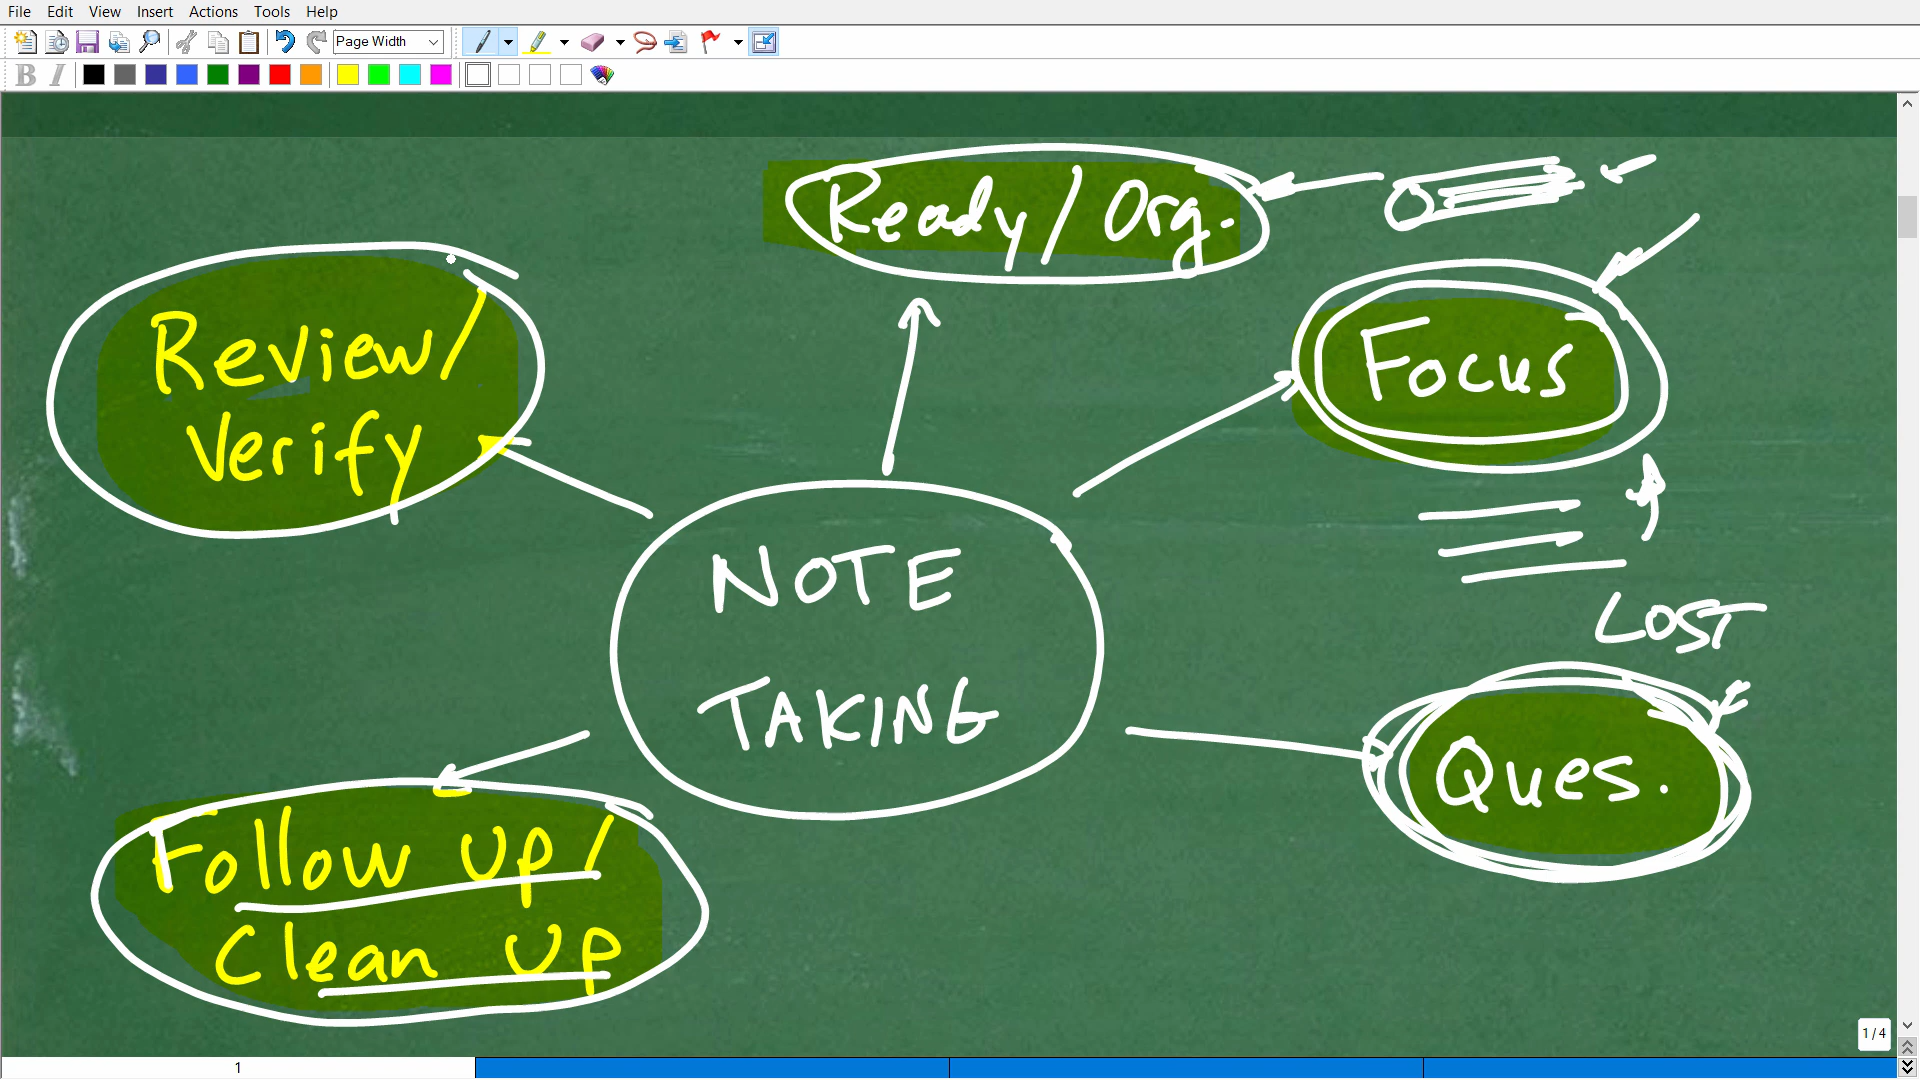 File Edit View Insert Actions Tools Help
Page Width
B I
Ready/Org.
Review/
Verify
Focus
NOTE
TAKING
LOST
Ques.
Follow up/
Clean up
1 / 4
1